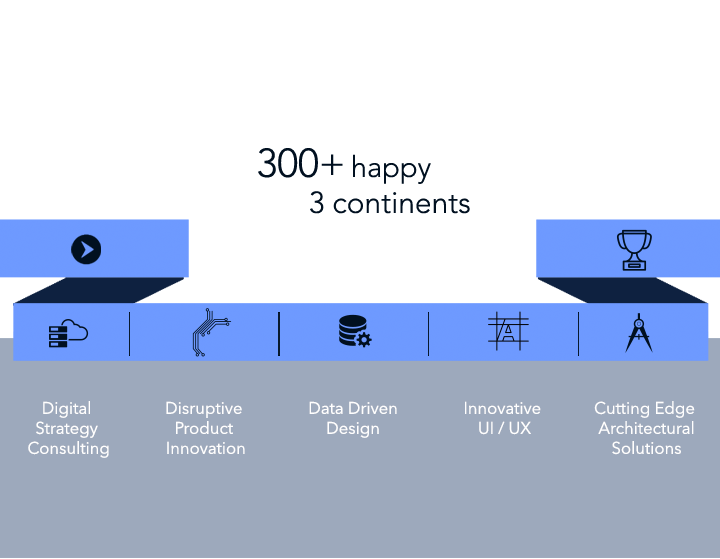 300+ happy
3 continents
Digital
Strategy
Consulting
Disruptive
Product
Innovation
Data Driven
Design
Innovative
UI / UX
Cutting Edge
Architectural
Solutions